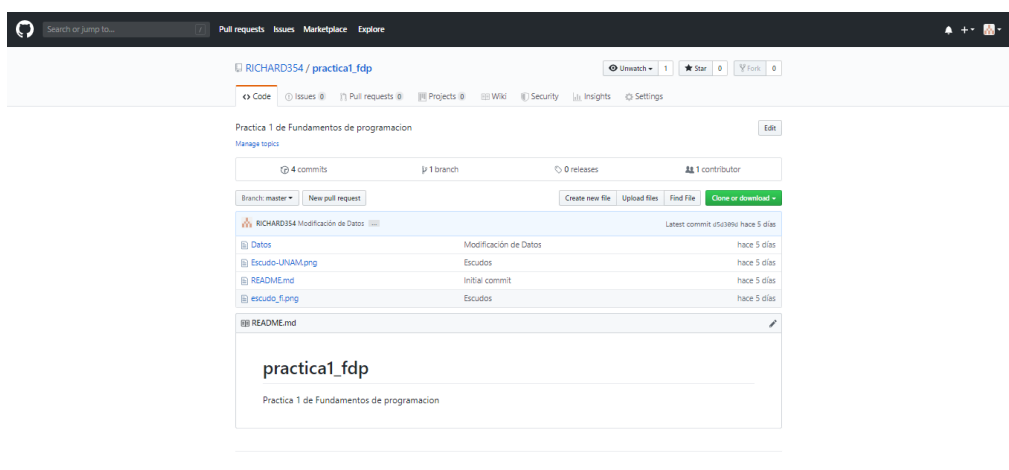 Search or jump to... /
Pull requests Issues Marketplace Explore
RICHARD354 / practica1_fdp
Unwatch 1 Star 0 Fork 0
Code Issues 0 Pull requests 0 Projects 0 Wiki Security Insights Settings
Practica 1 de Fundamentos de programacion Edit
Manage topics
4 commits 1 branch 0 releases 1 contributor
Branch: master New pull request Create new file Upload files Find File Clone or download
RICHARD354 Modificación de Datos ... Latest commit d5d309d hace 5 días
Datos Modificación de Datos hace 5 días
Escudo-UNAM.png Escudos hace 5 días
README.md Initial commit hace 5 días
escudo_fi.png Escudos hace 5 días
README.md
practica1_fdp
Practica 1 de Fundamentos de programacion